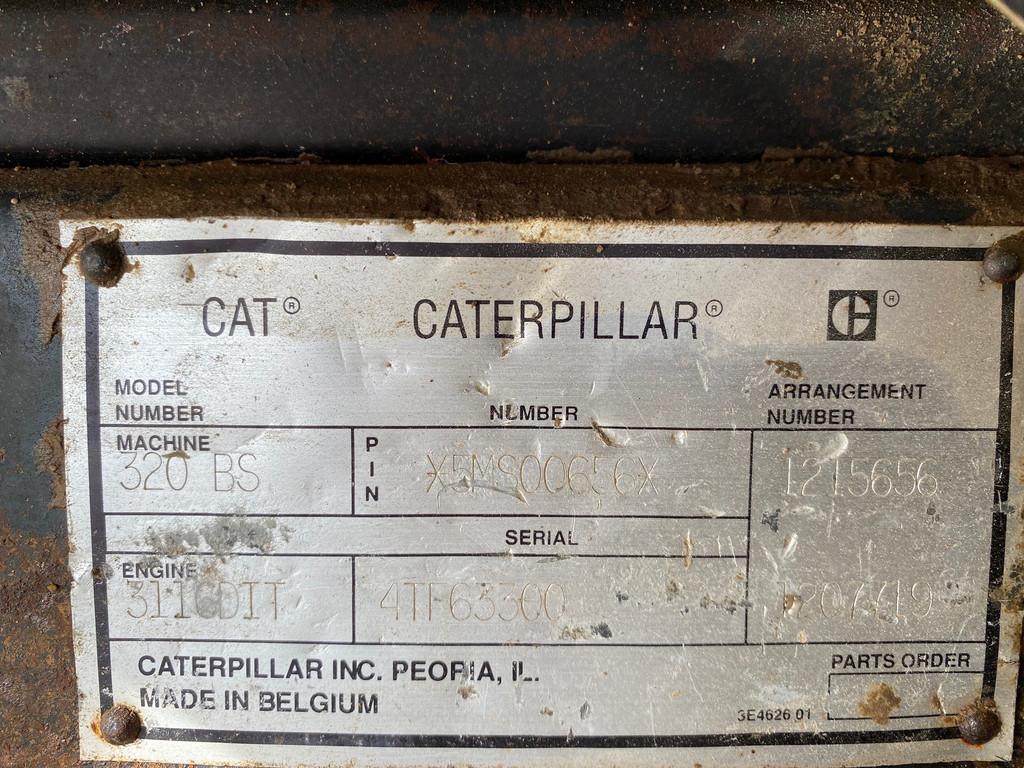 CAT® CATERPILLAR® ®
MODEL NUMBER
NUMBER
ARRANGEMENT NUMBER
MACHINE
320 BS
PIN
X5MS00656X
1215656
SERIAL
ENGINE
3116DIT
4TF63300
CATERPILLAR INC. PEORIA, IL.
MADE IN BELGIUM
PARTS ORDER
3E4626 01